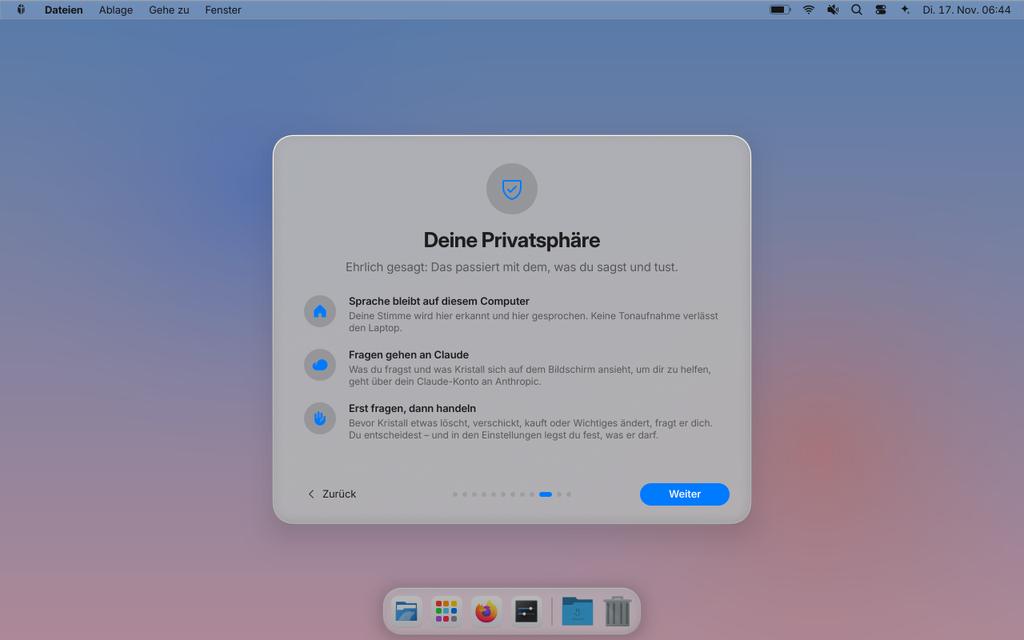 Dateien Ablage Gehe zu Fenster Di. 17. Nov. 06:44
Deine Privatsphäre
Ehrlich gesagt: Das passiert mit dem, was du sagst und tust.
Sprache bleibt auf diesem Computer
Deine Stimme wird hier erkannt und hier gesprochen. Keine Tonaufnahme verlässt
den Laptop.
Fragen gehen an Claude
Was du fragst und was Kristall sich auf dem Bildschirm ansieht, um dir zu helfen,
geht über dein Claude-Konto an Anthropic.
Erst fragen, dann handeln
Bevor Kristall etwas löscht, verschickt, kauft oder Wichtiges ändert, fragt er dich.
Du entscheidest – und in den Einstellungen legst du fest, was er darf.
Zurück
Weiter